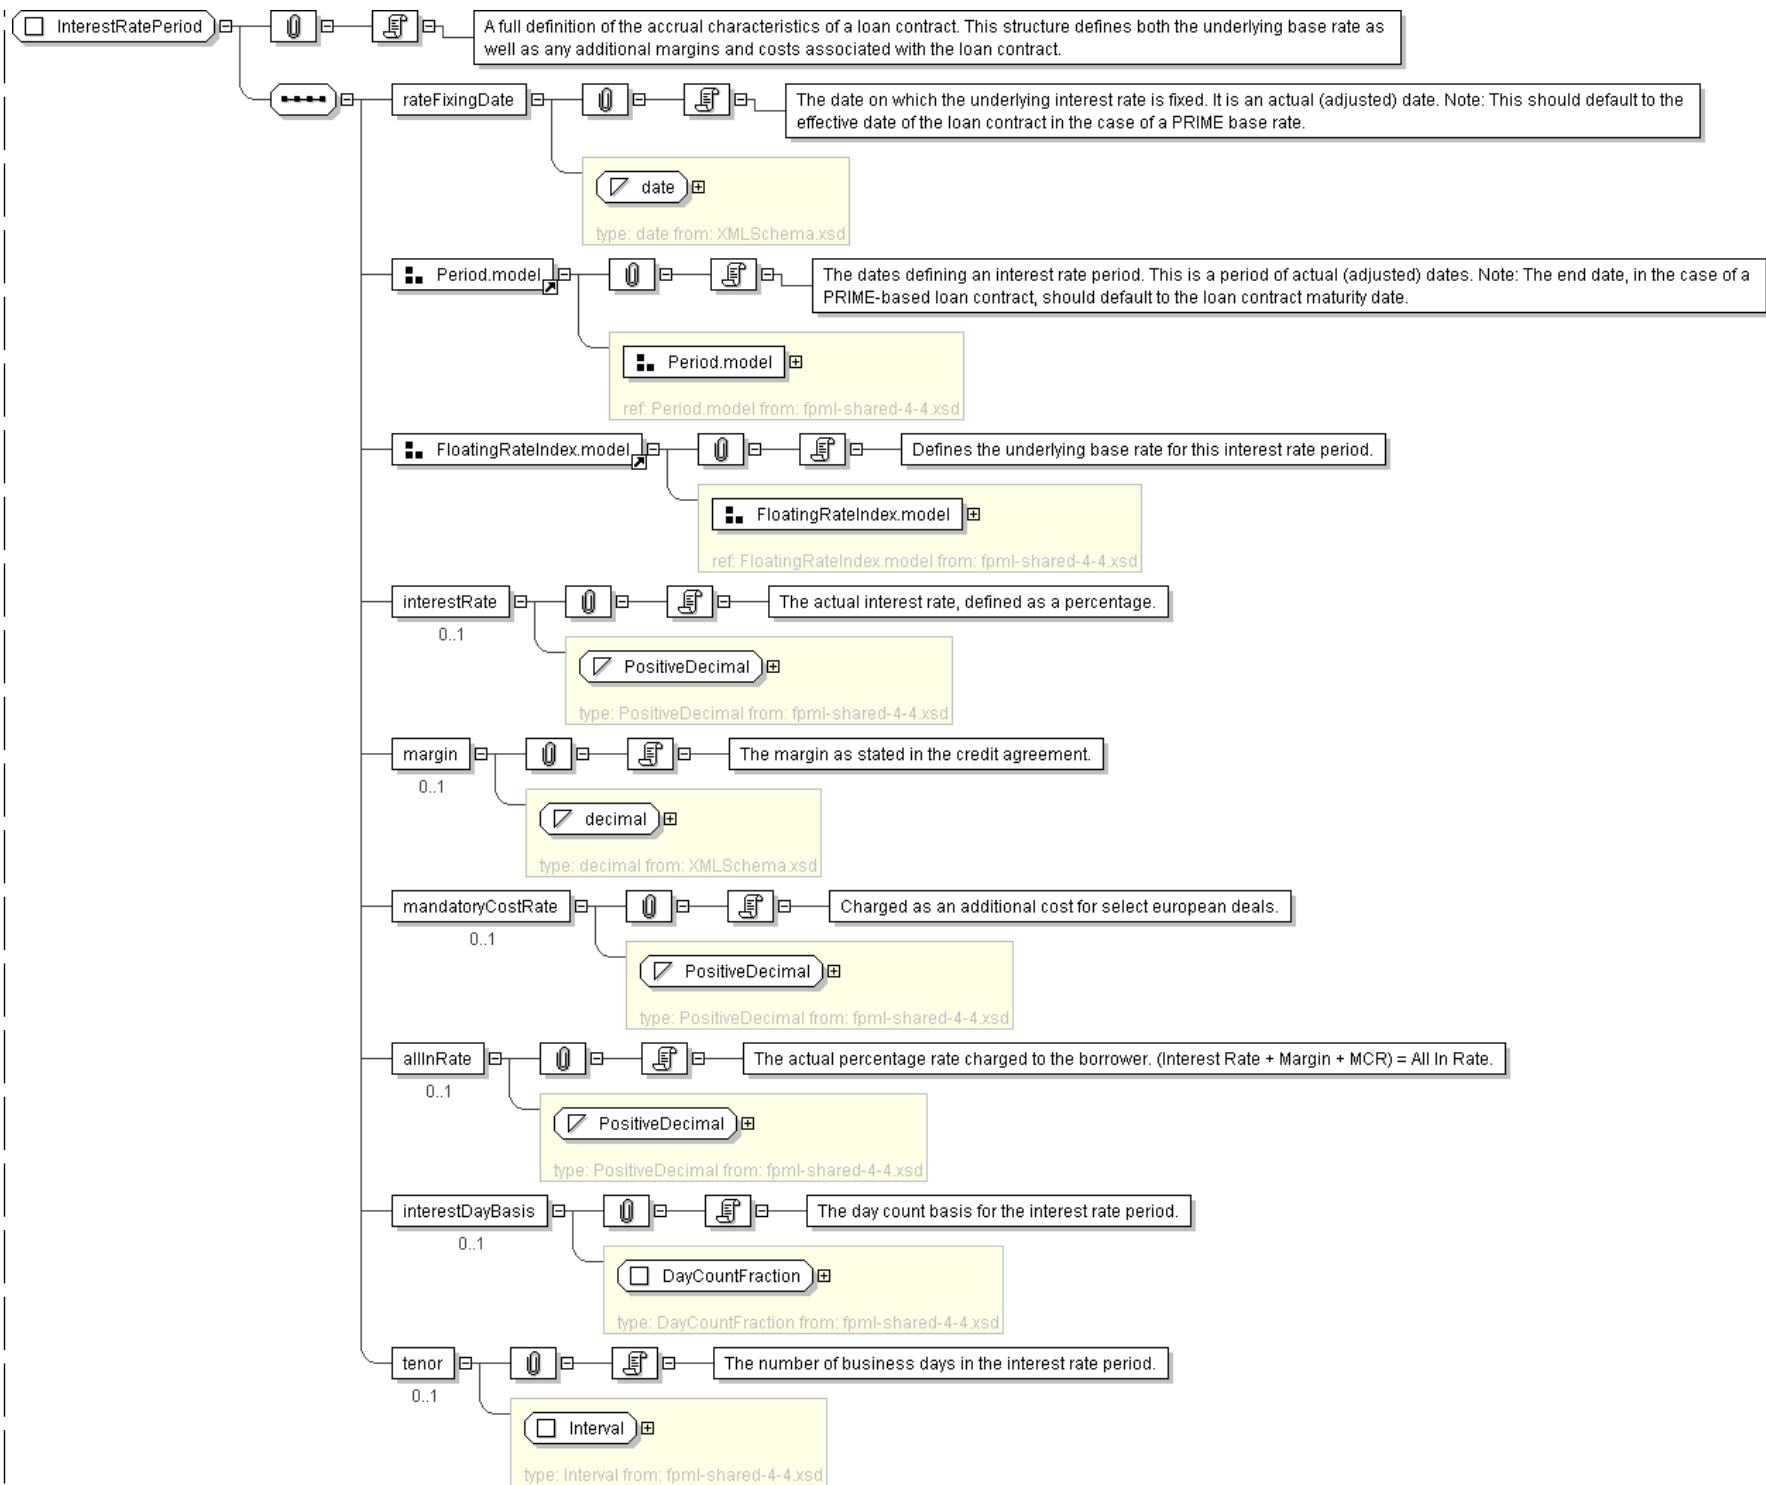 InterestRatePeriod
A full definition of the accrual characteristics of a loan contract. This structure defines both the underlying base rate as
well as any additional margins and costs associated with the loan contract.
rateFixingDate
The date on which the underlying interest rate is fixed. It is an actual (adjusted) date. Note: This should default to the
effective date of the loan contract in the case of a PRIME base rate.
date
type: date from: XMLSchema.xsd
Period.model
The dates defining an interest rate period. This is a period of actual (adjusted) dates. Note: The end date, in the case of a
PRIME-based loan contract, should default to the loan contract maturity date.
Period.model
ref: Period.model from: fpml-shared-4-4.xsd
FloatingRateIndex.model
Defines the underlying base rate for this interest rate period.
FloatingRateIndex.model
ref: FloatingRateIndex.model from: fpml-shared-4-4.xsd
interestRate
The actual interest rate, defined as a percentage.
0..1
PositiveDecimal
type: PositiveDecimal from: fpml-shared-4-4.xsd
margin
The margin as stated in the credit agreement.
0..1
decimal
type: decimal from: XMLSchema.xsd
mandatoryCostRate
Charged as an additional cost for select european deals.
0..1
PositiveDecimal
type: PositiveDecimal from: fpml-shared-4-4.xsd
allInRate
The actual percentage rate charged to the borrower. (Interest Rate + Margin + MCR) = All In Rate.
0..1
PositiveDecimal
type: PositiveDecimal from: fpml-shared-4-4.xsd
interestDayBasis
The day count basis for the interest rate period.
0..1
DayCountFraction
type: DayCountFraction from: fpml-shared-4-4.xsd
tenor
The number of business days in the interest rate period.
0..1
Interval
type: Interval from: fpml-shared-4-4.xsd